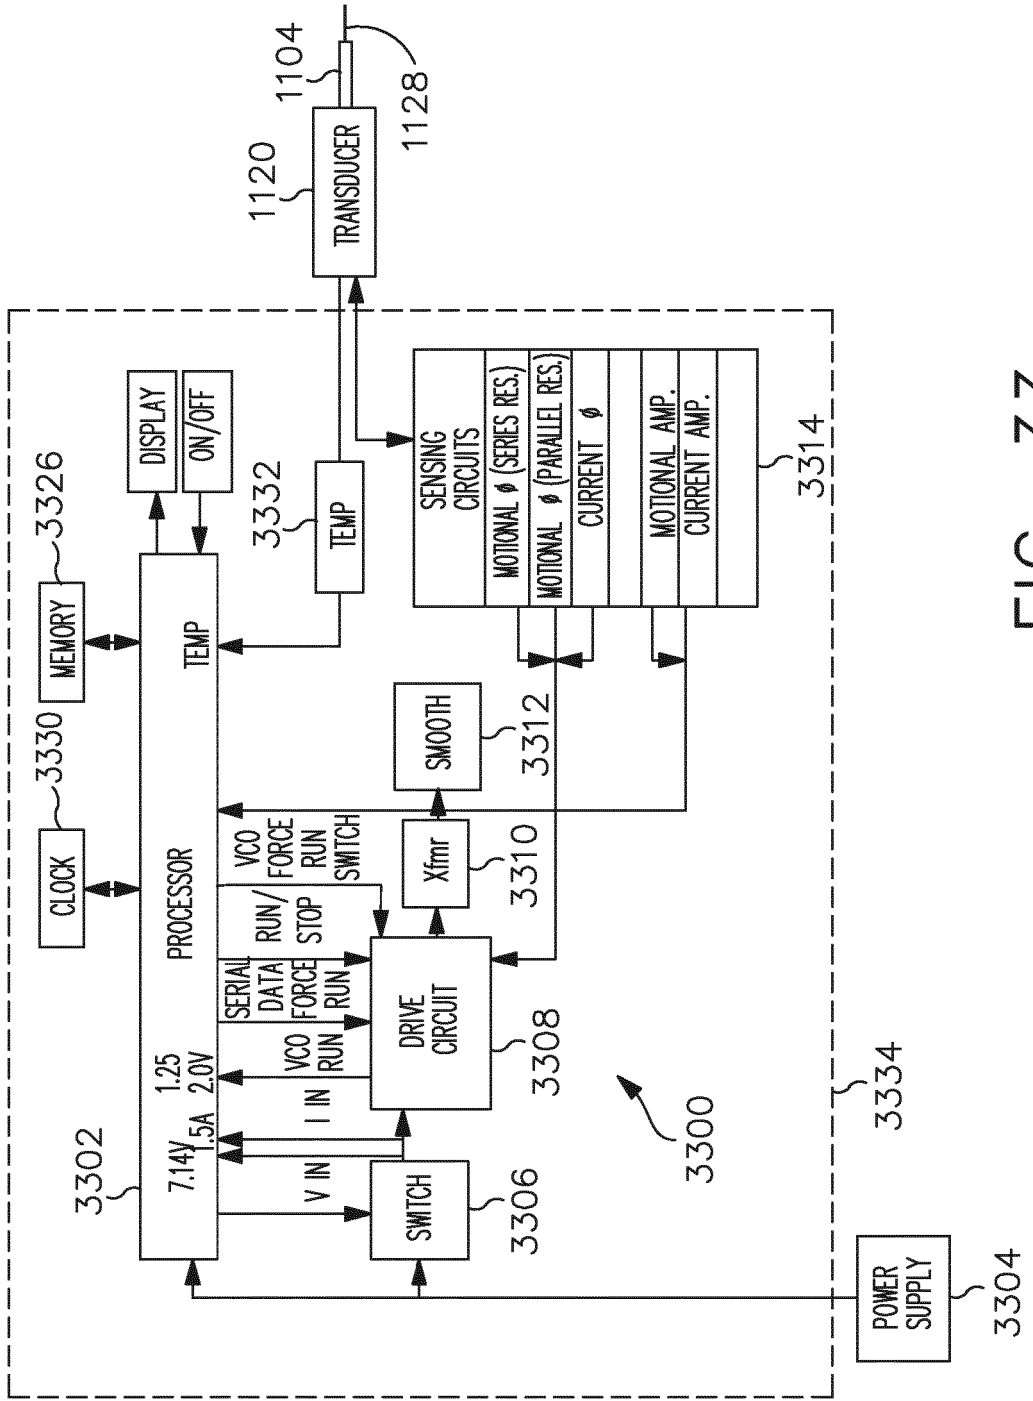 3330
3326
CLOCK
MEMORY
DISPLAY
ON/OFF
3302
PROCESSOR
TEMP
7.14V
1.5A
1.25
2.0V
V IN
I IN
VCO
RUN
SERIAL
DATA
FORCE
RUN
RUN/
STOP
VCO
FORCE
RUN
SWITCH
3332
TEMP
1120
TRANSDUCER
1104
1128
SWITCH
3306
DRIVE
CIRCUIT
3308
Xfmr
3310
SMOOTH
3312
SENSING
CIRCUITS
MOTIONAL ϕ (SERIES RES.)
MOTIONAL ϕ (PARALLEL RES.)
CURRENT ϕ
MOTIONAL AMP.
CURRENT AMP.
3314
3300
3334
POWER
SUPPLY
3304